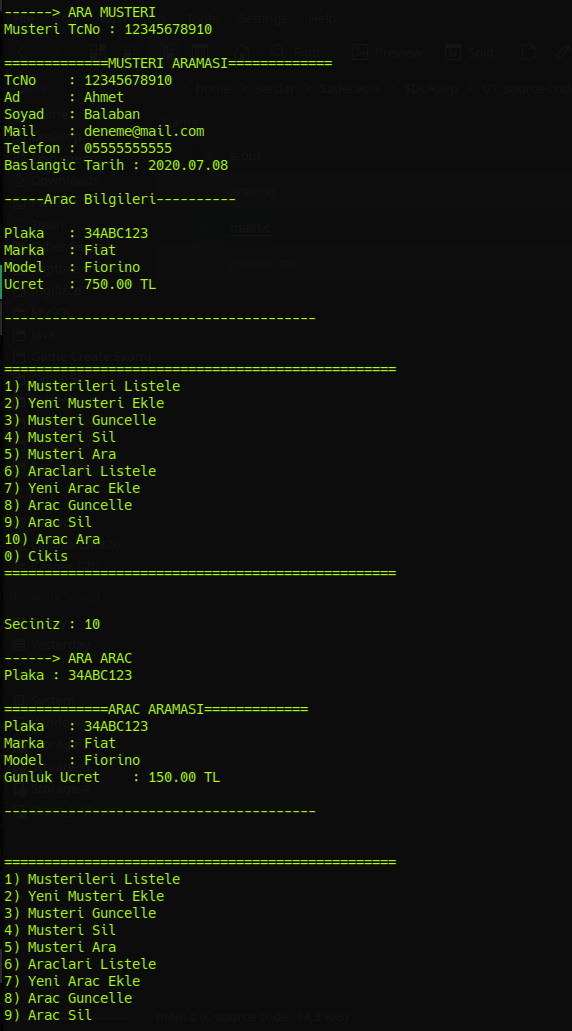 ------> ARA MUSTERI
Musteri TcNo : 12345678910
=============MUSTERI ARAMASI=============
TcNo    : 12345678910
Ad      : Ahmet
Soyad   : Balaban
Mail    : deneme@mail.com
Telefon : 05555555555
Baslangic Tarih : 2020.07.08
-----Arac Bilgileri----------
Plaka   : 34ABC123
Marka   : Fiat
Model   : Fiorino
Ucret   : 750.00 TL
---------------------------------------
=================================================
1) Musterileri Listele
2) Yeni Musteri Ekle
3) Musteri Guncelle
4) Musteri Sil
5) Musteri Ara
6) Araclari Listele
7) Yeni Arac Ekle
8) Arac Guncelle
9) Arac Sil
10) Arac Ara
0) Cikis
=================================================
Seciniz : 10
------> ARA ARAC
Plaka : 34ABC123
=============ARAC ARAMASI=============
Plaka   : 34ABC123
Marka   : Fiat
Model   : Fiorino
Gunluk Ucret    : 150.00 TL
---------------------------------------
=================================================
1) Musterileri Listele
2) Yeni Musteri Ekle
3) Musteri Guncelle
4) Musteri Sil
5) Musteri Ara
6) Araclari Listele
7) Yeni Arac Ekle
8) Arac Guncelle
9) Arac Sil